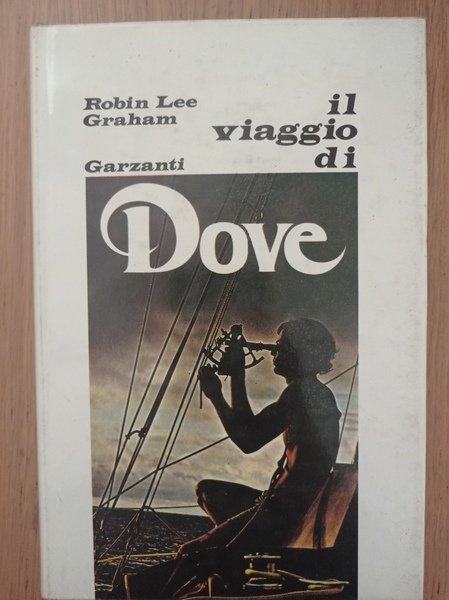 Robin Lee
Graham
il
viaggio
di
Garzanti
Dove